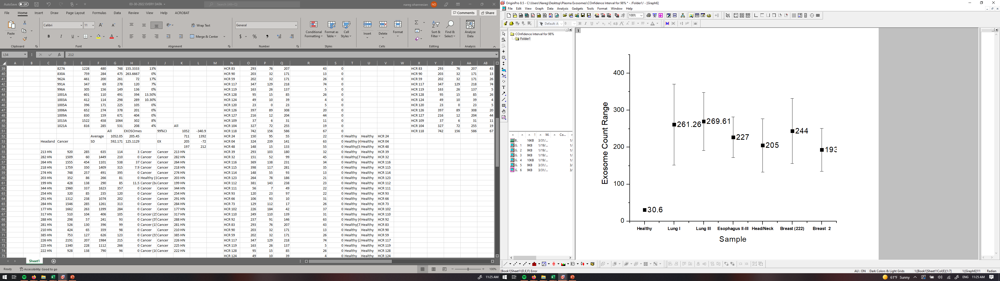 AutoSave Off 03-30-2022 EVERY DATA Search (Alt+Q) nareg ohannesian NO
File Home Insert Draw Page Layout Formulas Data Review View Help ACROBAT Comments Share
Calibri 11 Wrap Text General
Paste Merge & Center Conditional Formatting Format as Table Cell Styles Insert Delete Format Sort & Filter Find & Select Analyze Data
Clipboard Font Alignment Number Styles Cells Editing Analysis
L54 212
A B C D E F G H I J K L M N O P Q R S T U V W X Y Z AA AB
39 827A 1228 480 748 155.3333 13% HCR 83 293 76 207 43 0 HCR 83 293 76 207 43
40 830A 759 284 475 263.6667 0% HCR 90 203 32 171 13 0 HCR 90 203 32 171 13
41 962A 461 200 261 72 17% HCR 59 202 32 171 26 0 HCR 59 202 32 171 26
42 991A 347 69 278 120 7% HCR 117 347 129 218 74 0 HCR 117 347 129 218 74
43 996A 305 156 149 136 0% HCR 119 163 26 137 5 0 HCR 119 163 26 137 5
44 1001A 601 110 491 394 13.50% HCR 128 95 15 85 26 0 HCR 128 95 15 85 26
45 1003A 412 114 298 289 10.30% HCR 124 49 10 39 4 0 HCR 124 49 10 39 4
46 1005A 396 171 225 105 0% HCR 120 23 0 23 5 0 HCR 120 23 0 23 5
47 1006A 652 274 378 201 0% HCR 126 397 89 308 20 0 HCR 126 397 89 308 20
48 1009A 830 159 671 404 0% HCR 127 216 12 204 44 0 HCR 127 216 12 204 44
49 1013A 1522 458 1064 302 8% HCR 109 37 6 31 11 0 HCR 109 37 6 31 11
50 1021A 816 285 531 208 4% All HCR 104 327 72 255 19 0 HCR 104 327 72 255 19
51 All EXOSOmes 99%CI 1052 -340.9 HCR 118 742 156 586 67 0 HCR 118 742 156 586 67
52 Average 1052.05 205.45 711 1392 HCR 24 150 95 55 22 0 Healthy Healthy HCR 24
53 Headand Cancer SD 592.171 125.1129 EX 205 -72 HCR 04 324 239 141 63 0 Healthy (4 Healthy HCR 04
54 197 212 HCR 48 148 15 133 55 0 Healthy(5 Healthy HCR 48
55 213 HN 920 285 635 114 3 Cancer Cancer 213 HN HCR 39 293 103 180 32 0 Healthy Healthy HCR 39
56 282 HN 1509 60 1449 210 0 Cancer Cancer 282 HN HCR 32 151 52 99 45 0 Healthy(7 Healthy HCR 32
57 264 HN 1555 454 1101 538 37 Cancer Cancer 264 HN HCR 116 369 138 231 34 0 Healthy Healthy HCR 116
58 218 HN 1759 350 1409 315 7.9 Cancer Cancer 218 HN HCR 115 398 117 281 35 0 Healthy Healthy HCR 115
59 274 HN 748 257 491 395 0 Cancer Cancer 274 HN HCR 114 148 55 93 13 0 Healthy Healthy HCR 114
60 203 HN 352 86 266 81 0 Healthy (1 Cancer 203 HN HCR 123 264 78 186 21 0 Healthy Healthy HCR 123
61 199 HN 428 138 290 85 11.5 Cancer (ba Cancer 199 HN HCR 112 381 143 238 23 0 Healthy Healthy HCR 112
62 344 HN 1960 337 1623 357 0 Cancer Cancer 344 HN HCR 111 56 7 49 22 0 Healthy Healthy HCR 111
63 254 HN 320 85 235 120 0 Cancer Cancer 254 HN HCR 93 120 23 97 22 0 Healthy Healthy HCR 93
64 291 HN 1312 238 1074 202 0 Cancer Cancer 291 HN HCR 66 106 93 10 31 0 Healthy Healthy HCR 66
65 284 HN 1546 285 1261 313 0 Cancer Cancer 284 HN HCR 73 129 112 17 26 0 Healthy Healthy HCR 73
66 177 HN 1662 263 1399 284 0 Cancer Cancer 177 HN HCR 102 226 184 42 37 0 Healthy Healthy HCR 102
67 317 HN 510 104 406 105 0 Cancer (25 Cancer 317 HN HCR 110 249 110 139 31 0 Healthy Healthy HCR 110
68 288 HN 298 57 241 93 0 Cancer (5% Cancer 288 HN HCR 92 237 91 146 63 0 Healthy (4 Healthy HCR 92
69 281 HN 526 130 396 99 0 Cancer (15 Cancer 281 HN HCR 83 293 76 207 43 0 Healthy(7 Healthy HCR 83
70 210 HN 424 65 359 98 0 Cancer Cancer 210 HN HCR 90 203 32 171 13 0 Healthy Healthy HCR 90
71 385 HN 753 127 626 123 0 Cancer (55 Cancer 385 HN HCR 59 202 32 171 26 0 Healthy Healthy HCR 59
72 226 HN 2191 207 1984 215 0 Cancer Cancer 226 HN HCR 117 347 129 218 74 0 Healthy (2 Healthy HCR 117
73 225 HN 1340 228 1112 266 0 Cancer Cancer 225 HN HCR 119 163 26 137 5 0 Healthy Healthy HCR 119
74 222 HN 928 138 790 96 0 Cancer (10 Cancer 222 HN HCR 128 95 15 85 26 0 Healthy Healthy HCR 128
75 HCR 124 49 10 39 4 0 Healthy Healthy HCR 124
Sheet1
Ready Accessibility: Good to go 100%
11:25 AM
OriginPro 8.5 - C:\Users\Nareg\Desktop\Plasma Exosomes\COnfidence Interval for 98% * - /Folder1/ - [Graph6]
File Edit View Graph Data Analysis Gadgets Tools Format Window Help
100%
Default: A 0 B I U
COnfidence Interval for 98%
Folder1
M. Co...
B.. 16KB 3/31/... 1/
G. 1 9KB 1/19/... 1/
G. 2 9KB 1/19/... 1/
G. 3 9KB 1/19/... 1/
G. 4 10KB 1/19/... 1/
G. 5 9KB 3/31/... 3/
G. 6 9KB 3/31/... 3/
1
Exosome Count Range
400
300
200
100
0
30.6
261.26
269.61
227
205
244
193
Healthy Lung I Lung III Esophagus II-III Head/Neck Breast (222) Breast 2
Sample
[Book1]Sheet1!(D,E,F) Error AU : ON Dark Colors & Light Grids 1:[Book1]Sheet1!Col(E)[1:7] 1:[Graph6]1!1 Radian
61°F Sunny ENG 11:25 AM